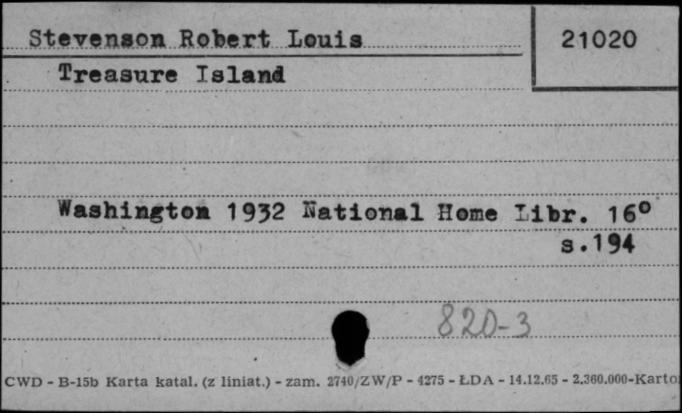 Stevenson Robert Louis
21020
Treasure Island
Washington 1932 National Home Libr. 16°
s.194
820-3
CWD - B-15b Karta katal. (z liniat.) - zam. 2740/ZW/P - 4275 - ŁDA - 14.12.65 - 2.360.000-Karto